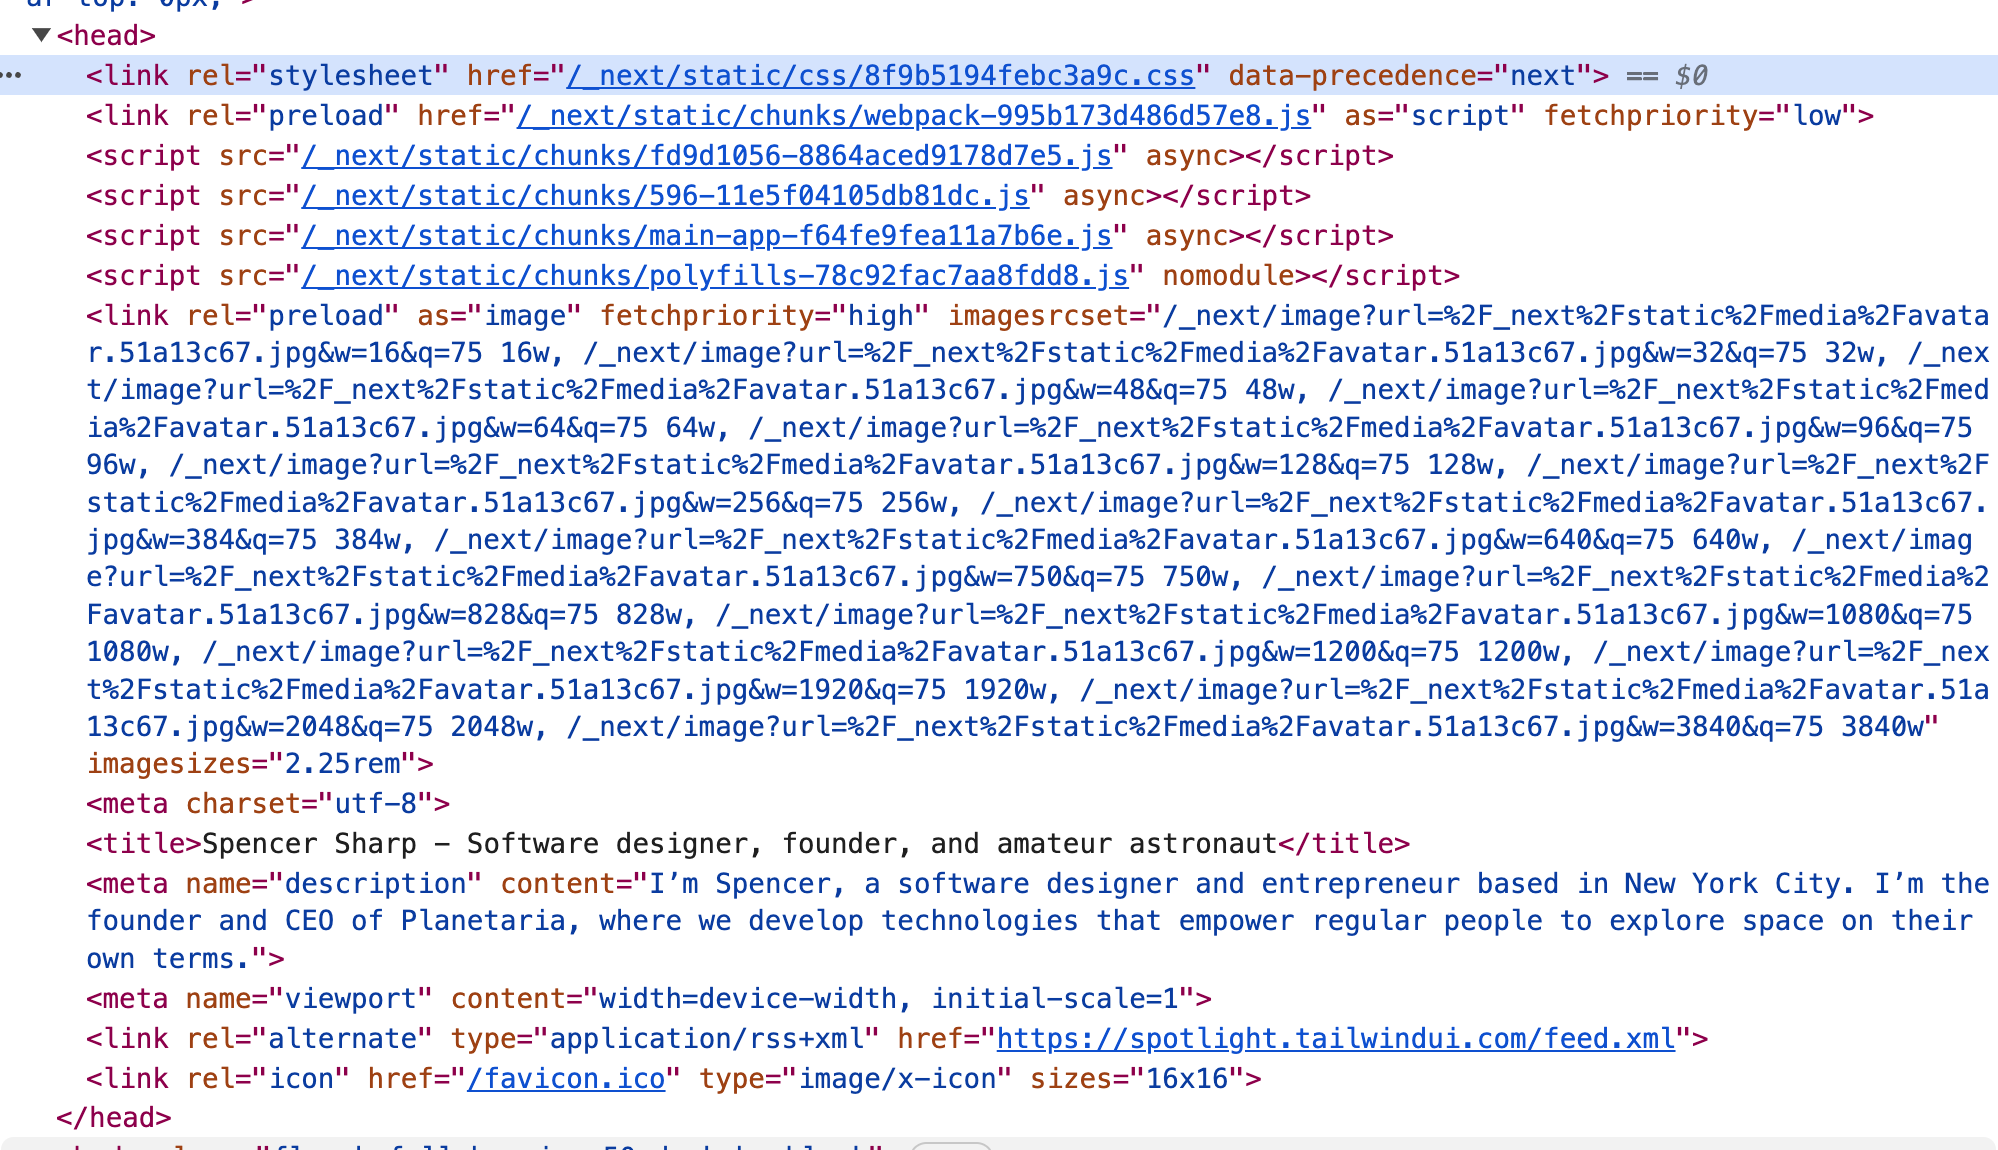 <head>
<link rel="stylesheet" href="/_next/static/css/8f9b5194febc3a9c.css" data-precedence="next"> == $0
<link rel="preload" href="/_next/static/chunks/webpack-995b173d486d57e8.js" as="script" fetchpriority="low">
<script src="/_next/static/chunks/fd9d1056-8864aced9178d7e5.js" async></script>
<script src="/_next/static/chunks/596-11e5f04105db81dc.js" async></script>
<script src="/_next/static/chunks/main-app-f64fe9fea11a7b6e.js" async></script>
<script src="/_next/static/chunks/polyfills-78c92fac7aa8fdd8.js" nomodule></script>
<link rel="preload" as="image" fetchpriority="high" imagesrcset="/_next/image?url=%2F_next%2Fstatic%2Fmedia%2Favata
r.51a13c67.jpg&w=16&q=75 16w, /_next/image?url=%2F_next%2Fstatic%2Fmedia%2Favatar.51a13c67.jpg&w=32&q=75 32w, /_nex
t/image?url=%2F_next%2Fstatic%2Fmedia%2Favatar.51a13c67.jpg&w=48&q=75 48w, /_next/image?url=%2F_next%2Fstatic%2Fmed
ia%2Favatar.51a13c67.jpg&w=64&q=75 64w, /_next/image?url=%2F_next%2Fstatic%2Fmedia%2Favatar.51a13c67.jpg&w=96&q=75
96w, /_next/image?url=%2F_next%2Fstatic%2Fmedia%2Favatar.51a13c67.jpg&w=128&q=75 128w, /_next/image?url=%2F_next%2F
static%2Fmedia%2Favatar.51a13c67.jpg&w=256&q=75 256w, /_next/image?url=%2F_next%2Fstatic%2Fmedia%2Favatar.51a13c67.
jpg&w=384&q=75 384w, /_next/image?url=%2F_next%2Fstatic%2Fmedia%2Favatar.51a13c67.jpg&w=640&q=75 640w, /_next/imag
e?url=%2F_next%2Fstatic%2Fmedia%2Favatar.51a13c67.jpg&w=750&q=75 750w, /_next/image?url=%2F_next%2Fstatic%2Fmedia%2
Favatar.51a13c67.jpg&w=828&q=75 828w, /_next/image?url=%2F_next%2Fstatic%2Fmedia%2Favatar.51a13c67.jpg&w=1080&q=75
1080w, /_next/image?url=%2F_next%2Fstatic%2Fmedia%2Favatar.51a13c67.jpg&w=1200&q=75 1200w, /_next/image?url=%2F_nex
t%2Fstatic%2Fmedia%2Favatar.51a13c67.jpg&w=1920&q=75 1920w, /_next/image?url=%2F_next%2Fstatic%2Fmedia%2Favatar.51a
13c67.jpg&w=2048&q=75 2048w, /_next/image?url=%2F_next%2Fstatic%2Fmedia%2Favatar.51a13c67.jpg&w=3840&q=75 3840w"
imagesizes="2.25rem">
<meta charset="utf-8">
<title>Spencer Sharp - Software designer, founder, and amateur astronaut</title>
<meta name="description" content="I’m Spencer, a software designer and entrepreneur based in New York City. I’m the
founder and CEO of Planetaria, where we develop technologies that empower regular people to explore space on their
own terms.">
<meta name="viewport" content="width=device-width, initial-scale=1">
<link rel="alternate" type="application/rss+xml" href="https://spotlight.tailwindui.com/feed.xml">
<link rel="icon" href="/favicon.ico" type="image/x-icon" sizes="16x16">
</head>